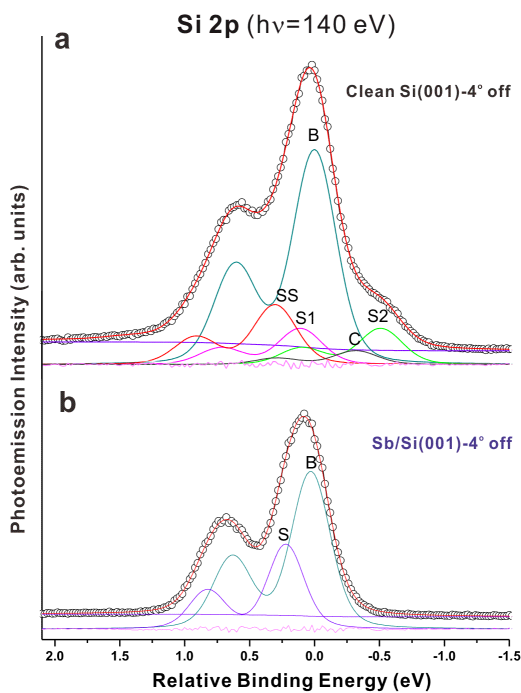 Si 2p (hν=140 eV)
a
Clean Si(001)-4° off
B
SS
S1
S2
C
b
Sb/Si(001)-4° off
B
S
Photoemission Intensity (arb. units)
2.0 1.5 1.0 0.5 0.0 -0.5 -1.0 -1.5
Relative Binding Energy (eV)